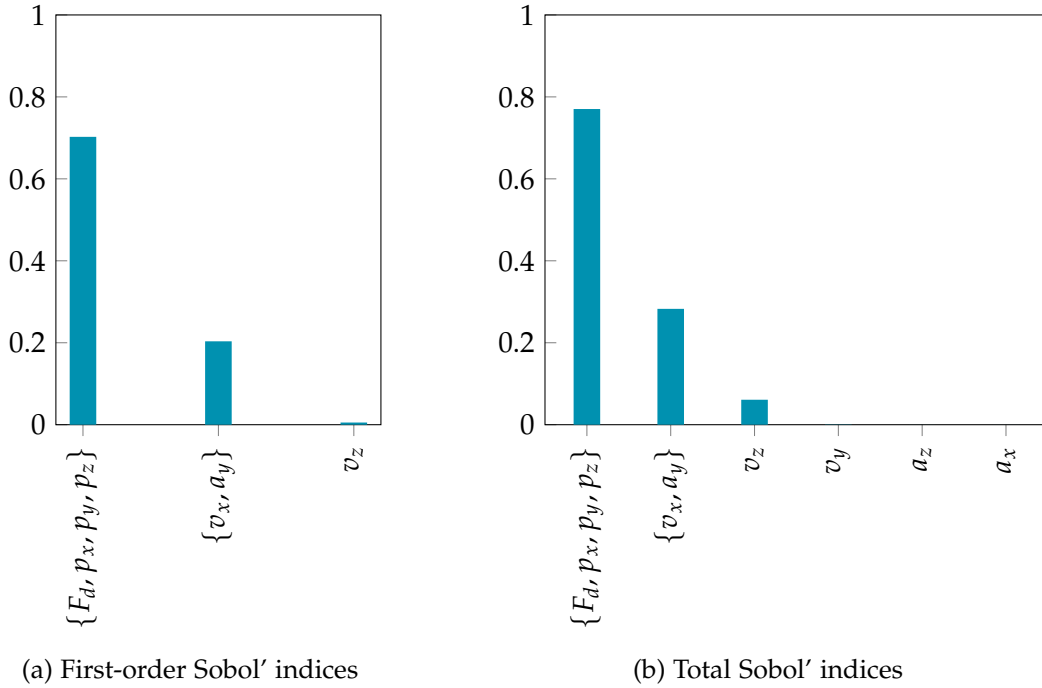 1
0.8
0.6
0.4
0.2
0
{F_d, p_x, p_y, p_z}
{v_x, a_y}
v_z
(a) First-order Sobol' indices
1
0.8
0.6
0.4
0.2
0
{F_d, p_x, p_y, p_z}
{v_x, a_y}
v_z
v_y
a_z
a_x
(b) Total Sobol' indices